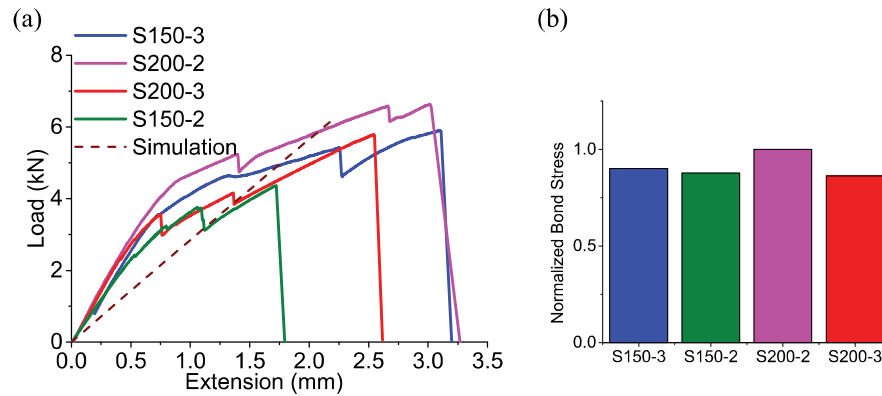 (a)
S150-3
S200-2
S200-3
S150-2
Simulation
Load (kN)
8
6
4
2
0
0.0 0.5 1.0 1.5 2.0 2.5 3.0 3.5
Extension (mm)
(b)
Normalized Bond Stress
1.0
0.5
0.0
S150-3 S150-2 S200-2 S200-3